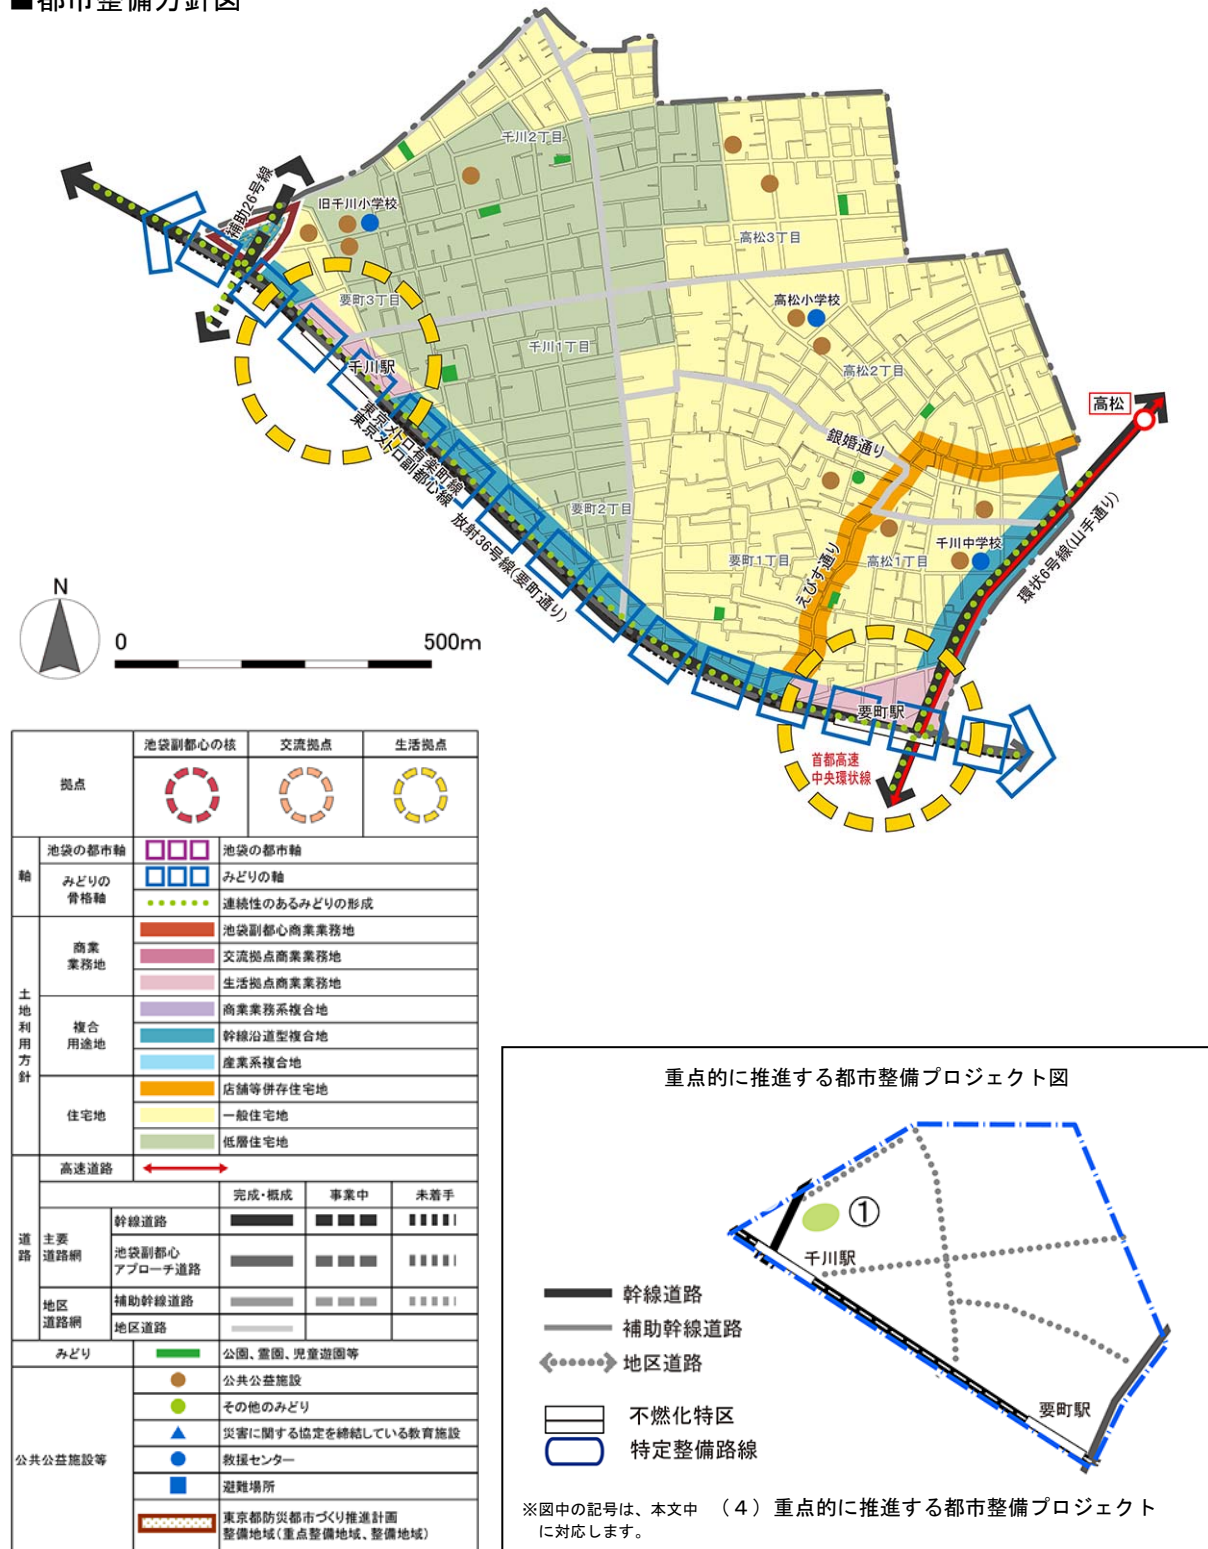 ■都市整備方針図
千川2丁目
補助26号線
旧千川小学校
高松3丁目
要町3丁目
高松小学校
千川1丁目
千川駅
高松2丁目
高松
東京メトロ有楽町線
東京メトロ副都心線
銀婚通り
要町2丁目
放射36号線(要町通り)
千川中学校
要町1丁目
高松1丁目
えびす通り
環状6号線(山手通り)
N
0
500m
要町駅
首都高速
中央環状線
池袋副都心の核
交流拠点
生活拠点
拠点
軸
池袋の都市軸
池袋の都市軸
みどりの
骨格軸
みどりの軸
連続性のあるみどりの形成
土地利用方針
商業
業務地
池袋副都心商業業務地
交流拠点商業業務地
生活拠点商業業務地
複合
用途地
商業業務系複合地
幹線沿道型複合地
産業系複合地
住宅地
店舗等併存住宅地
一般住宅地
低層住宅地
道路
高速道路
完成・概成
事業中
未着手
主要
道路網
幹線道路
池袋副都心
アプローチ道路
地区
道路網
補助幹線道路
地区道路
みどり
公園、霊園、児童遊園等
公共公益施設等
公共公益施設
その他のみどり
災害に関する協定を締結している教育施設
救援センター
避難場所
東京都防災都市づくり推進計画
整備地域(重点整備地域、整備地域)
重点的に推進する都市整備プロジェクト図
①
千川駅
幹線道路
補助幹線道路
地区道路
要町駅
不燃化特区
特定整備路線
※図中の記号は、本文中 (4)重点的に推進する都市整備プロジェクト
に対応します。